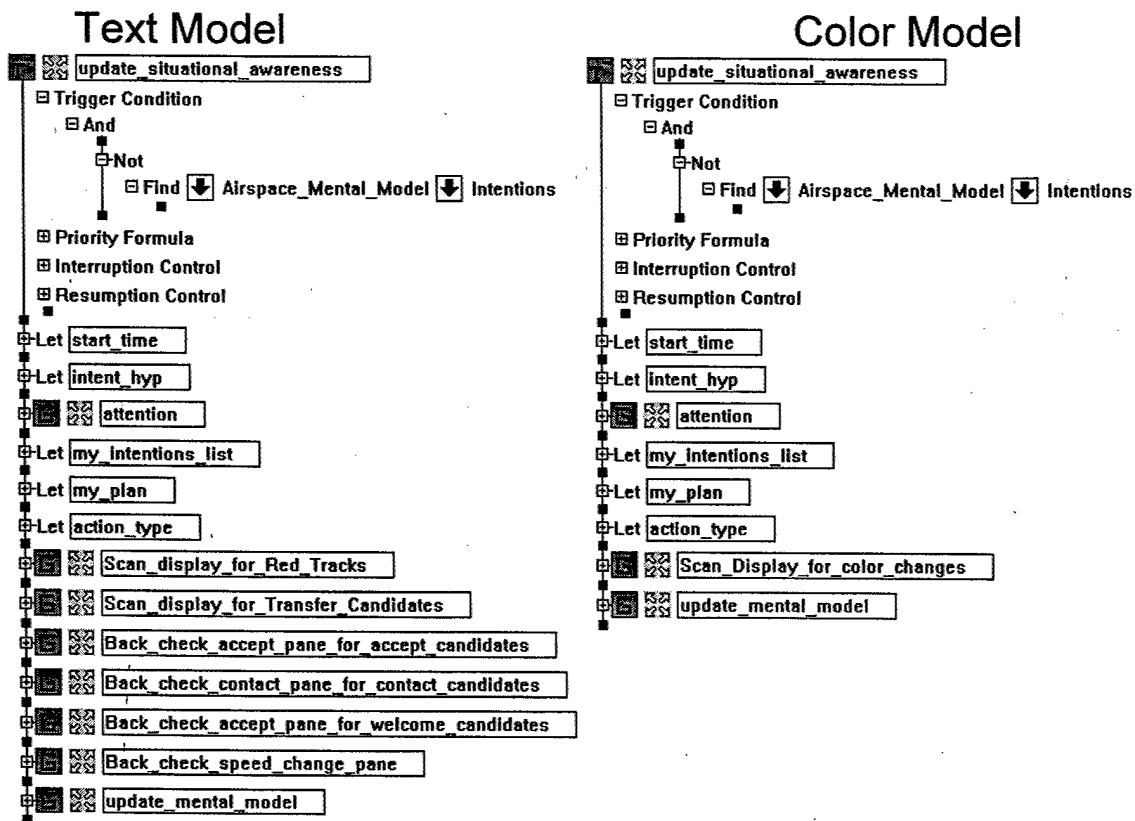 Text Model
update_situational_awareness
Trigger Condition
And
Not
Find Airspace_Mental_Model Intentions
Priority Formula
Interruption Control
Resumption Control
Let start_time
Let intent_hyp
G attention
Let my_intentions_list
Let my_plan
Let action_type
G Scan_display_for_Red_Tracks
G Scan_display_for_Transfer_Candidates
G Back_check_accept_pane_for_accept_candidates
G Back_check_contact_pane_for_contact_candidates
G Back_check_accept_pane_for_welcome_candidates
G Back_check_speed_change_pane
G update_mental_model
Color Model
update_situational_awareness
Trigger Condition
And
Not
Find Airspace_Mental_Model Intentions
Priority Formula
Interruption Control
Resumption Control
Let start_time
Let intent_hyp
G attention
Let my_intentions_list
Let my_plan
Let action_type
G Scan_Display_for_color_changes
G update_mental_model